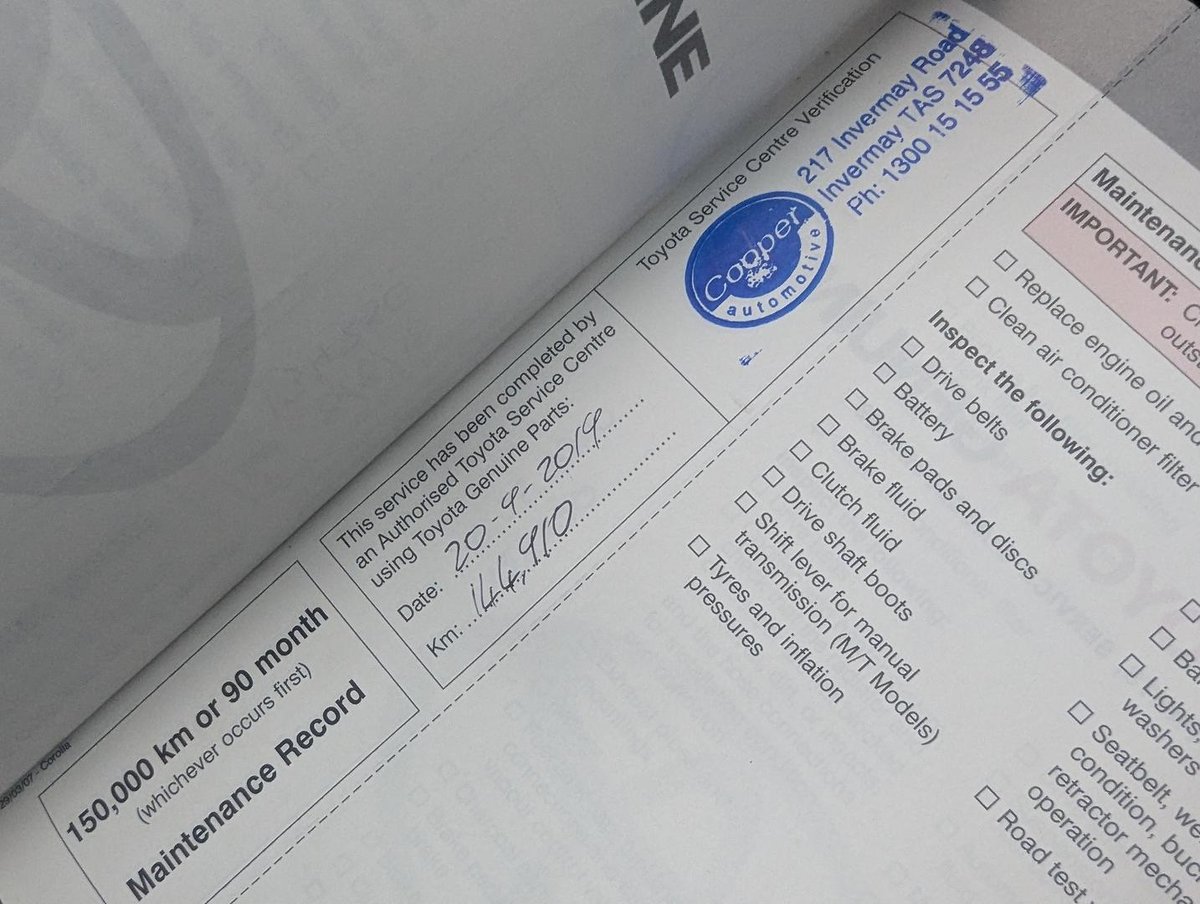 NE
29/03/07 - Corolla
150,000 km or 90 month
(whichever occurs first)
Maintenance Record
This service has been completed by
an Authorised Toyota Service Centre
using Toyota Genuine Parts:
Date: 20-9-2019
Km: 144,910
Toyota Service Centre Verification
Cooper
automotive
217 Invermay Road
Invermay TAS 7248
Ph: 1300 15 15 55
IMPORTANT:
Replace engine oil and
Clean air conditioner filter
Inspect the following:
Drive belts
Battery
Brake pads and discs
Brake fluid
Clutch fluid
Drive shaft boots
Shift lever for manual
transmission (M/T Models)
Tyres and inflation
pressures
Lights,
washers
Seatbelt,
condition,
retractor
operation
Road test